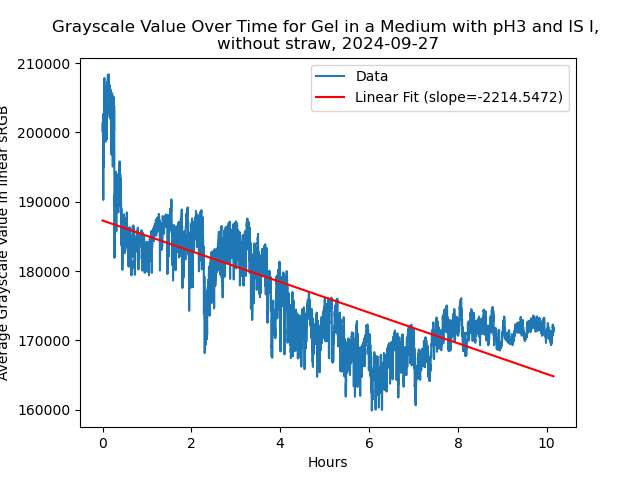 Grayscale Value Over Time for Gel in a Medium with pH3 and IS I,
without straw, 2024-09-27
210000
200000
190000
180000
170000
160000
Average Grayscale Value in linear sRGB
Data
Linear Fit (slope=-2214.5472)
0 2 4 6 8 10
Hours